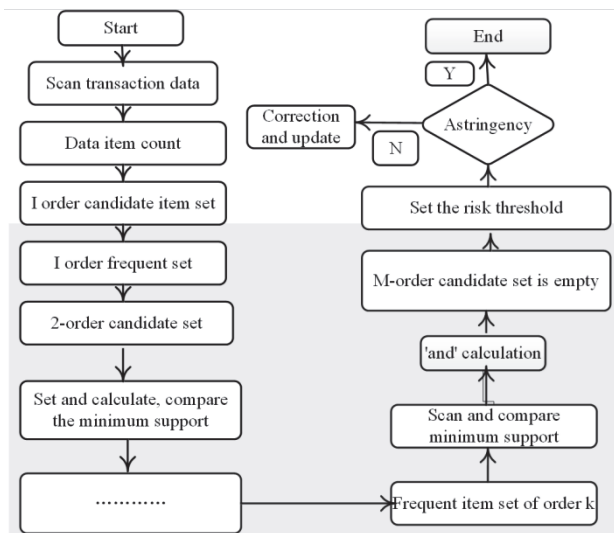 Start
Scan transaction data
Data item count
I order candidate item set
I order frequent set
2-order candidate set
Set and calculate, compare
the minimum support
…………
Frequent item set of order k
Scan and compare
minimum support
'and' calculation
M-order candidate set is empty
Set the risk threshold
Astringency
N
Correction
and update
Y
End